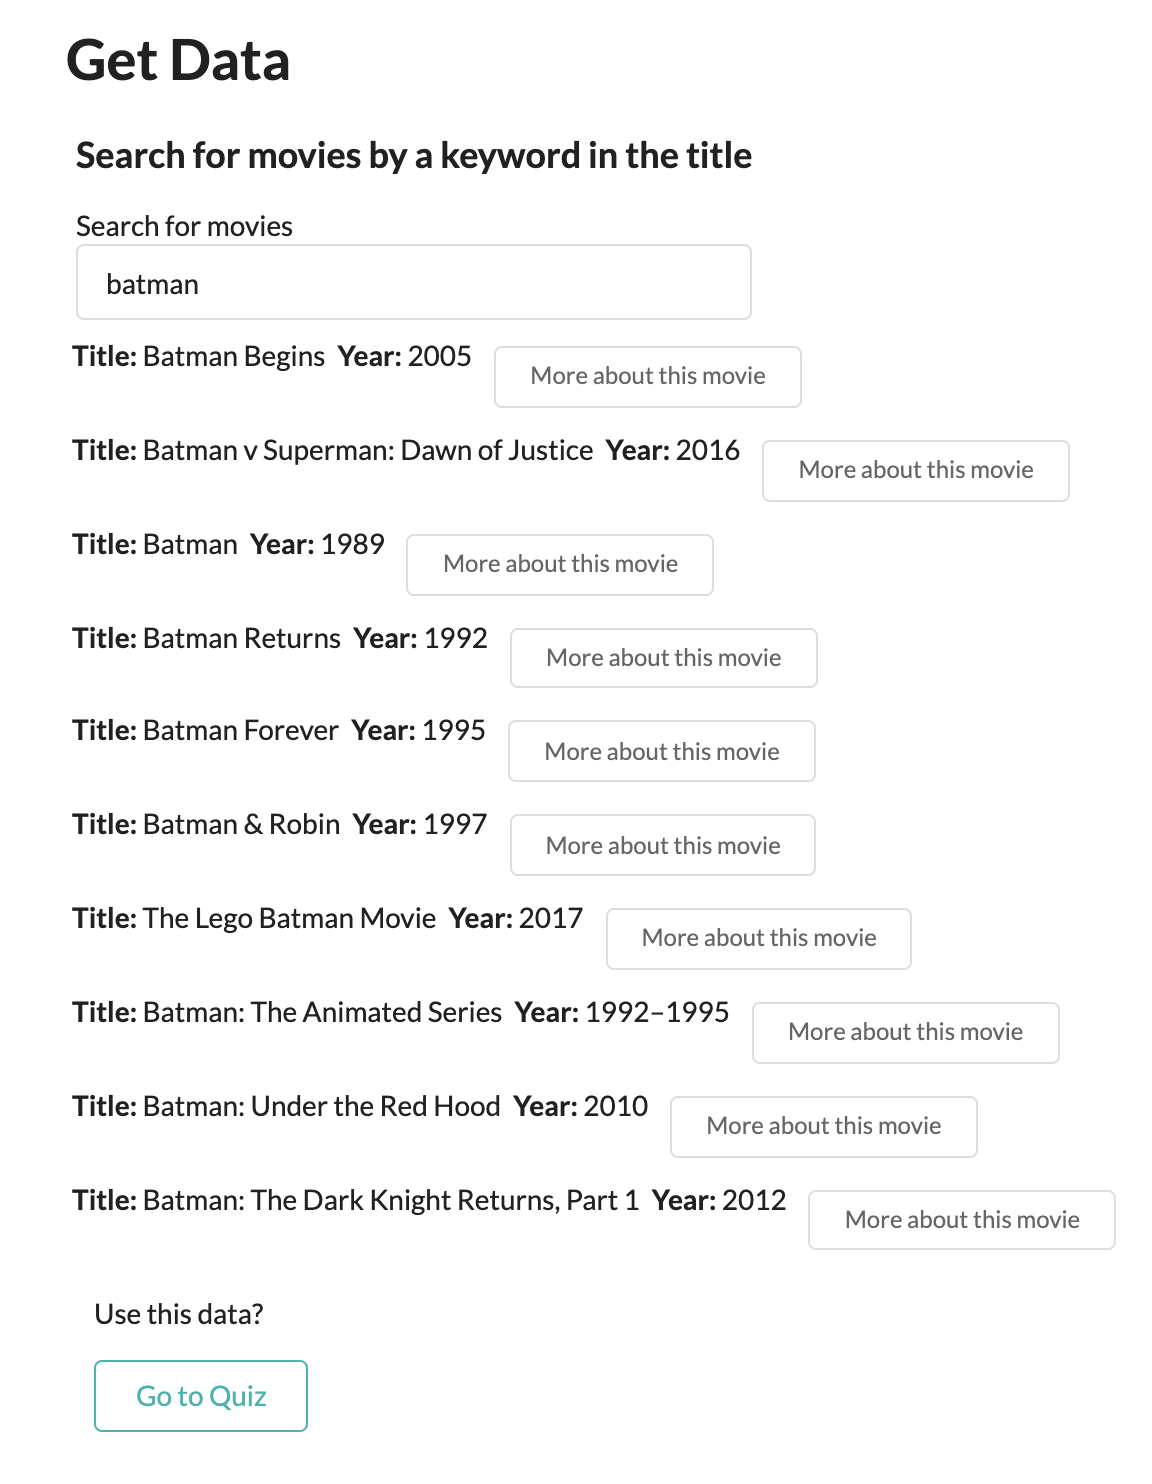 Get Data
Search for movies by a keyword in the title
Search for movies
batman
Title: Batman Begins Year: 2005 More about this movie
Title: Batman v Superman: Dawn of Justice Year: 2016 More about this movie
Title: Batman Year: 1989 More about this movie
Title: Batman Returns Year: 1992 More about this movie
Title: Batman Forever Year: 1995 More about this movie
Title: Batman & Robin Year: 1997 More about this movie
Title: The Lego Batman Movie Year: 2017 More about this movie
Title: Batman: The Animated Series Year: 1992–1995 More about this movie
Title: Batman: Under the Red Hood Year: 2010 More about this movie
Title: Batman: The Dark Knight Returns, Part 1 Year: 2012 More about this movie
Use this data?
Go to Quiz